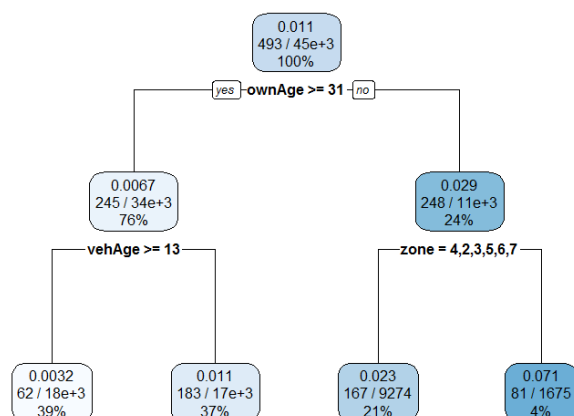 0.011
493 / 45e+3
100%
yes ownAge >= 31 no
0.0067
245 / 34e+3
76%
0.029
248 / 11e+3
24%
vehAge >= 13
zone = 4,2,3,5,6,7
0.0032
62 / 18e+3
39%
0.011
183 / 17e+3
37%
0.023
167 / 9274
21%
0.071
81 / 1675
4%